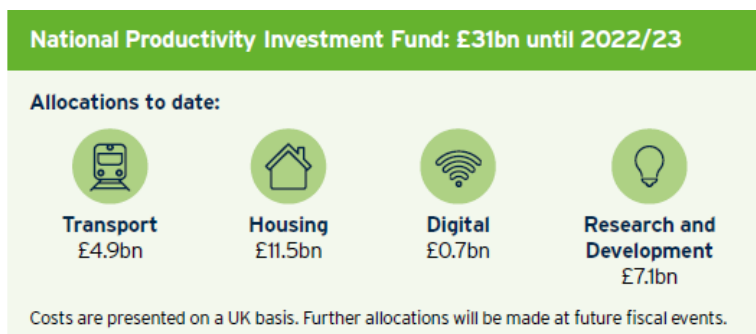 National Productivity Investment Fund: £31bn until 2022/23
Allocations to date:
Transport
£4.9bn
Housing
£11.5bn
Digital
£0.7bn
Research and
Development
£7.1bn
Costs are presented on a UK basis. Further allocations will be made at future fiscal events.